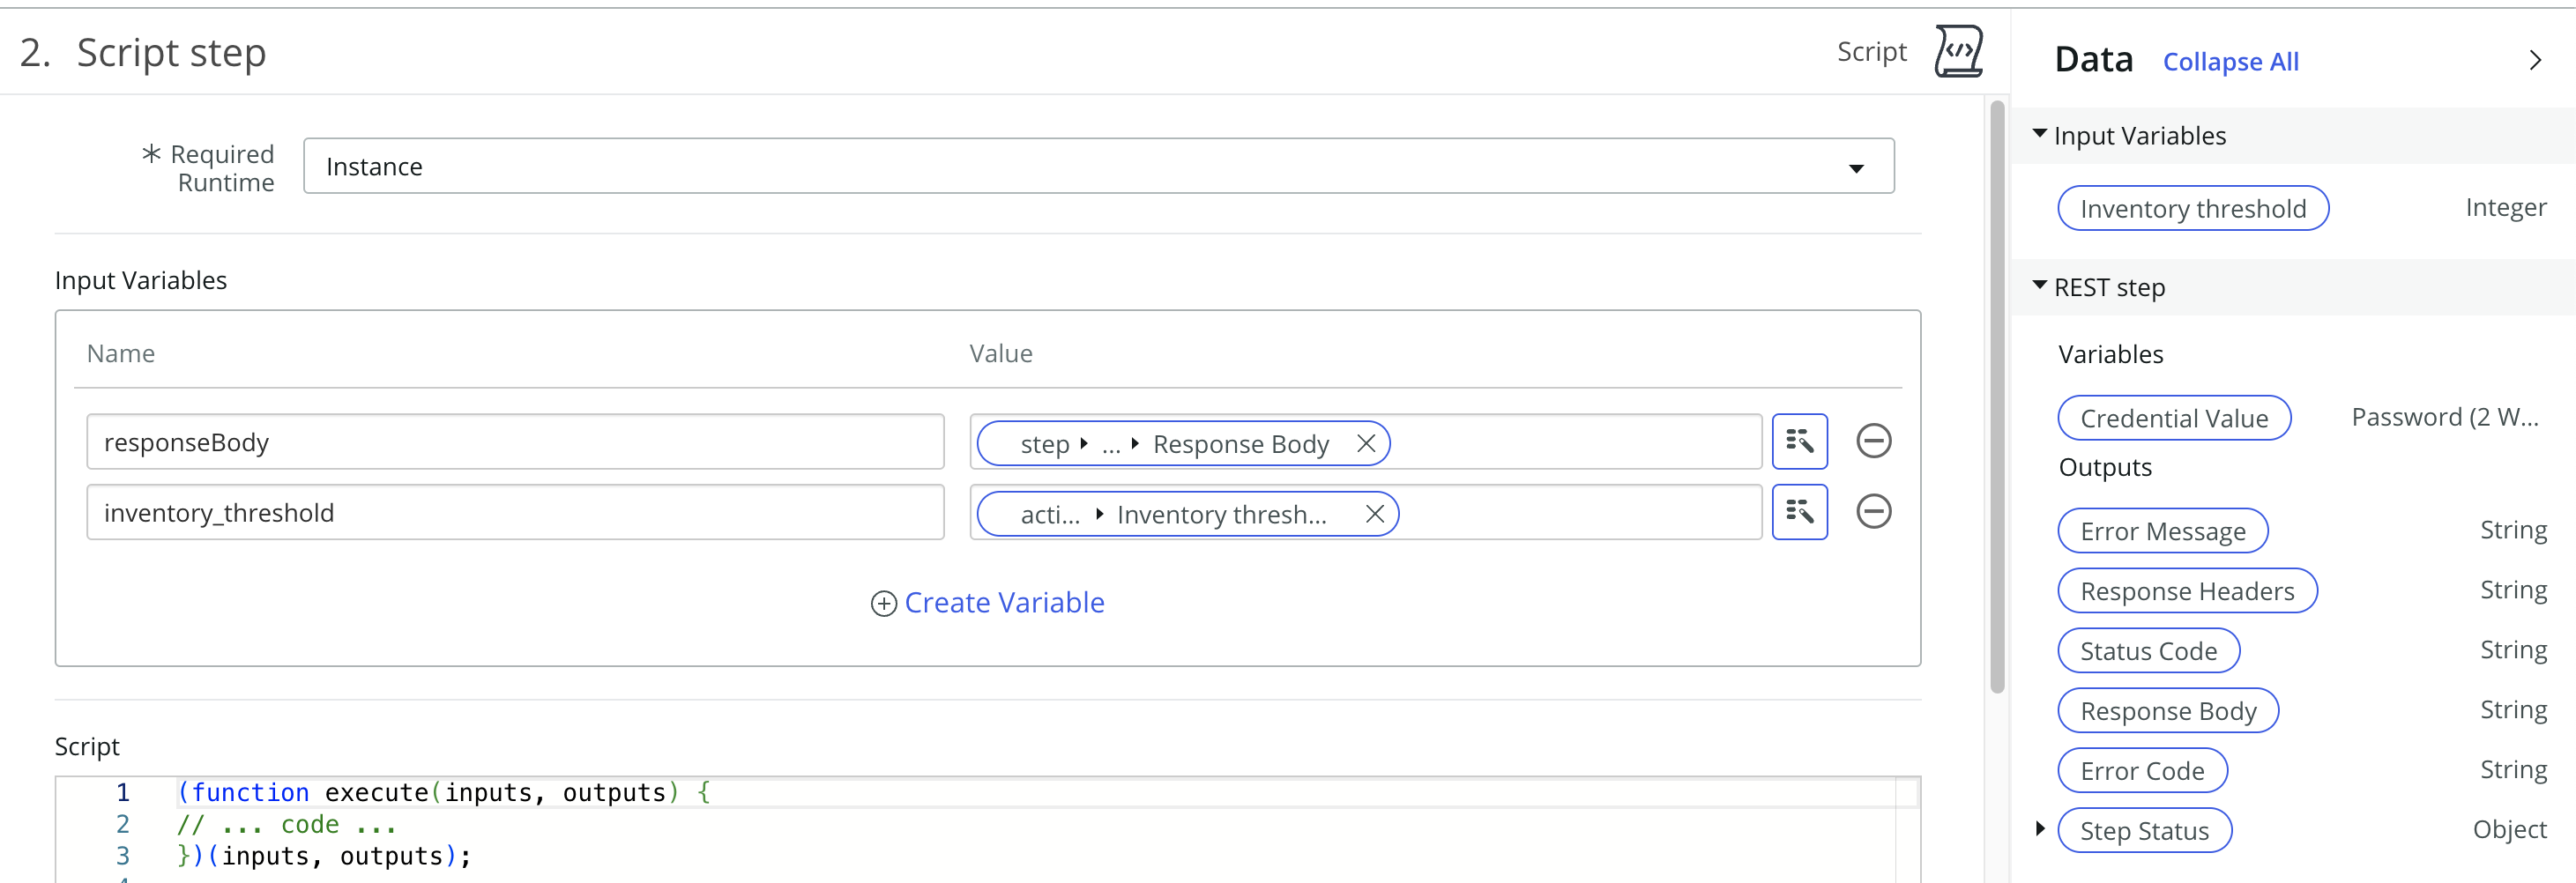 2. Script step
Script
* Required
Runtime
Instance
Input Variables
Name Value
responseBody
step ... Response Body
inventory_threshold
acti... Inventory thresh...
Create Variable
Script
1 (function execute(inputs, outputs) {
2 // ... code ...
3 })(inputs, outputs);
Data Collapse All
Input Variables
Inventory threshold Integer
REST step
Variables
Credential Value Password (2 W...
Outputs
Error Message String
Response Headers String
Status Code String
Response Body String
Error Code String
Step Status Object